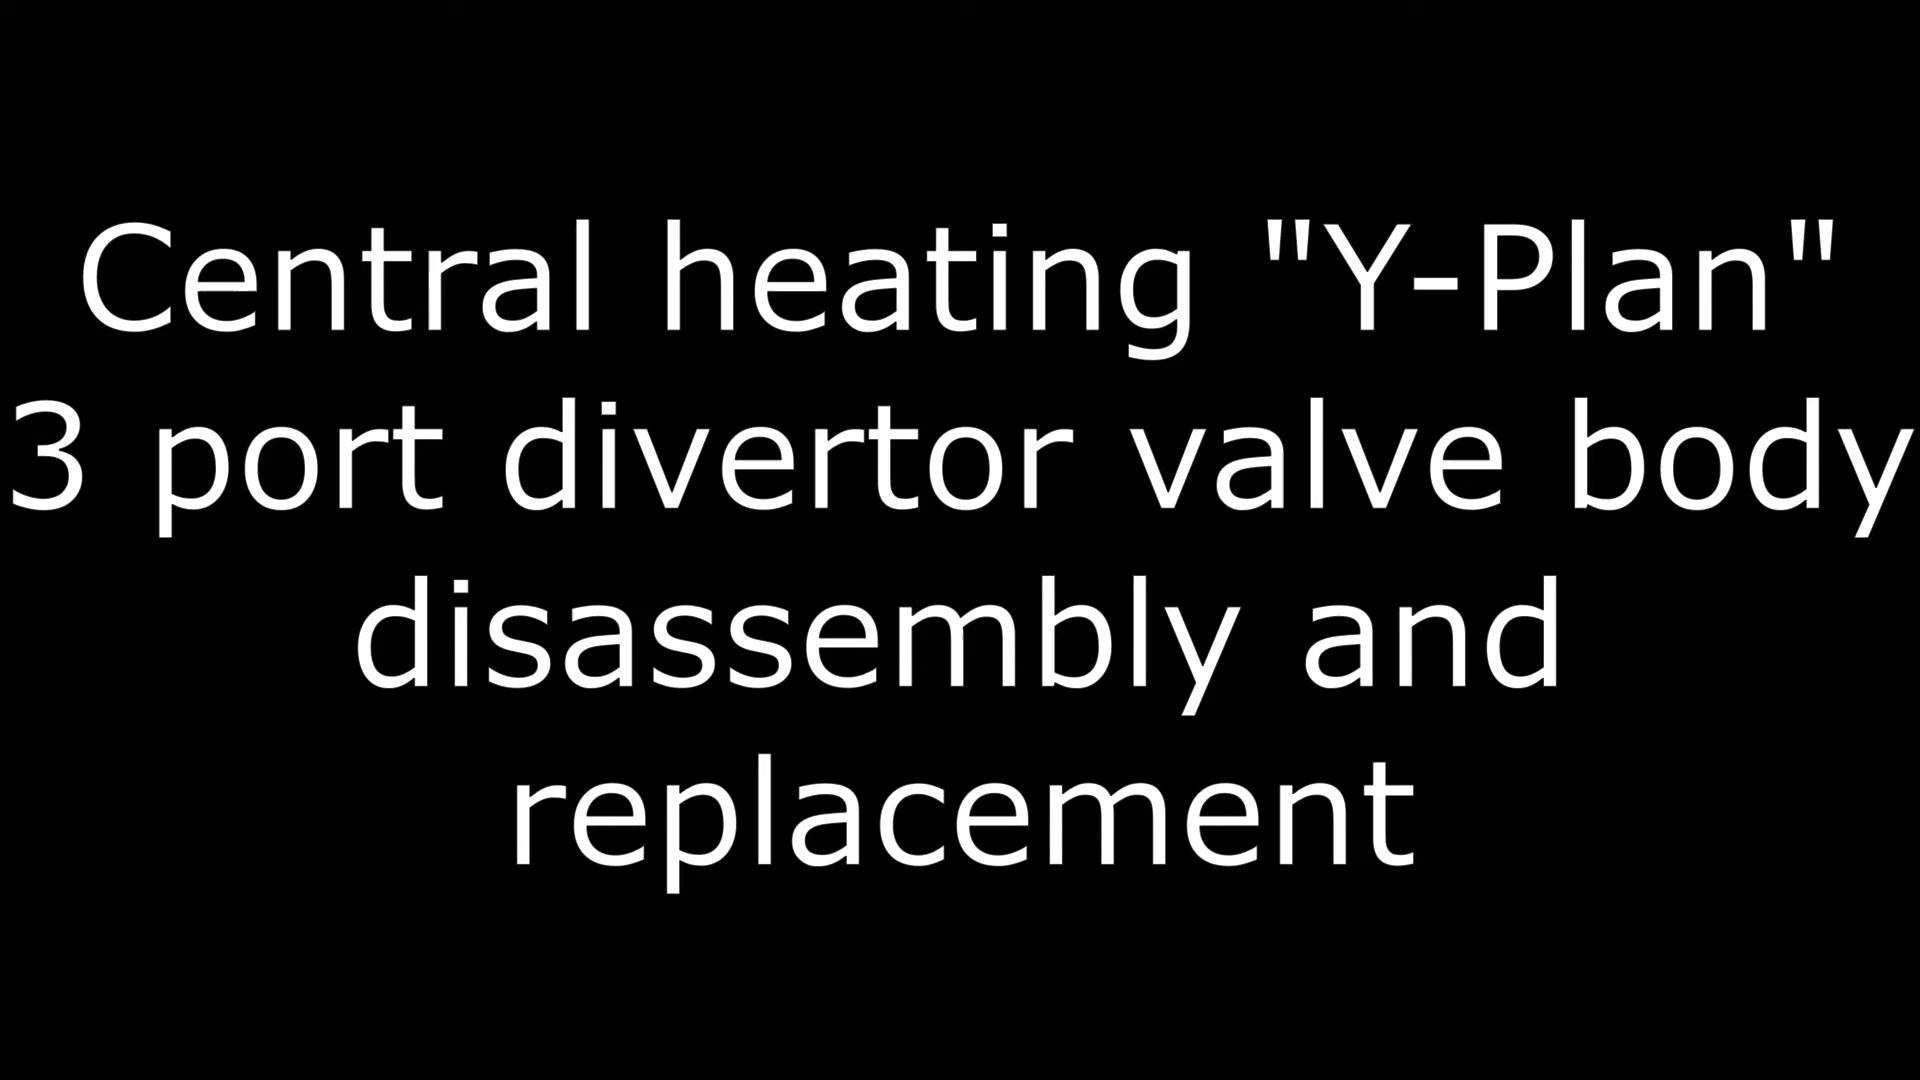 Central heating "Y-Plan"
3 port divertor valve body
disassembly and
replacement